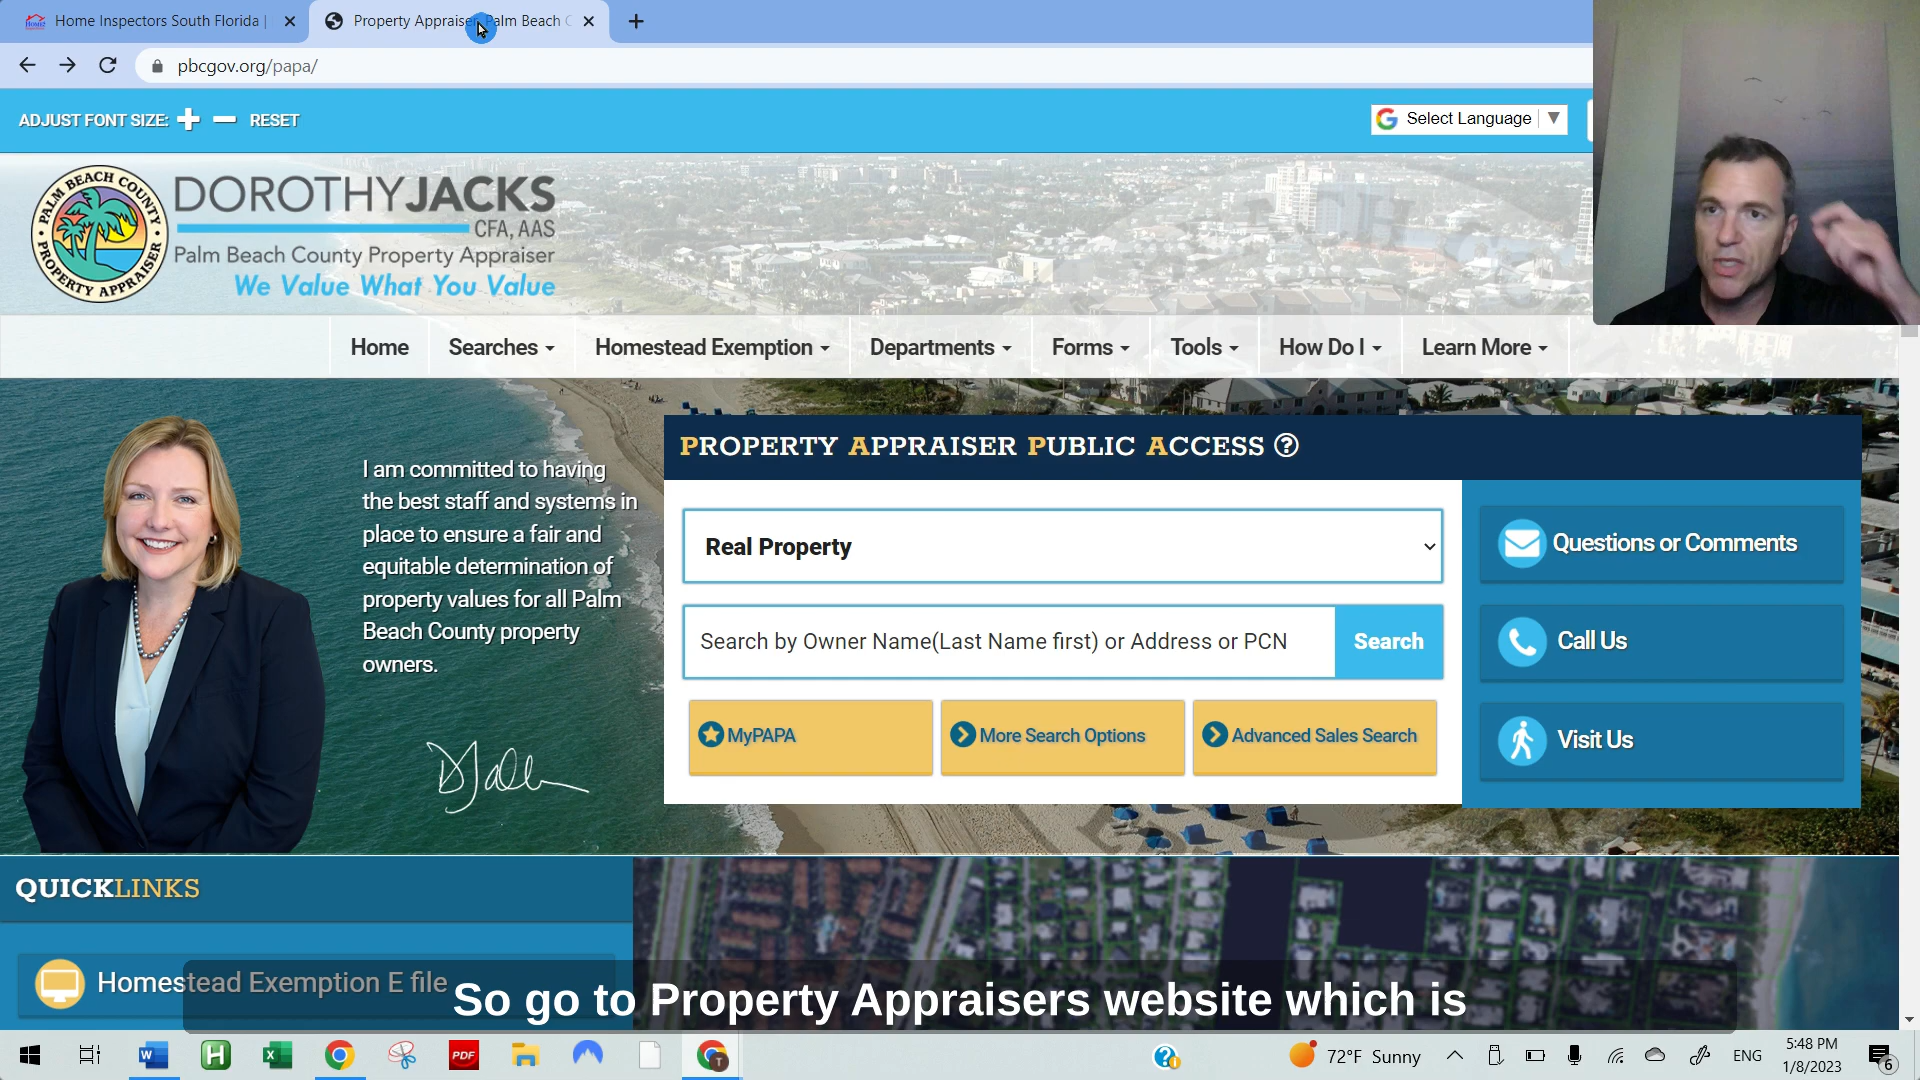 Home Inspectors South Florida |
Property Appraiser, Palm Beach C
pbcgov.org/papa/
ADJUST FONT SIZE: RESET
Select Language
PALM BEACH COUNTY
PROPERTY APPRAISER
DOROTHYJACKS
CFA, AAS
Palm Beach County Property Appraiser
We Value What You Value
Home
Searches
Homestead Exemption
Departments
Forms
Tools
How Do I
Learn More
I am committed to having
the best staff and systems in
place to ensure a fair and
equitable determination of
property values for all Palm
Beach County property
owners.
PROPERTY APPRAISER PUBLIC ACCESS
Real Property
Search by Owner Name(Last Name first) or Address or PCN
Search
MyPAPA
More Search Options
Advanced Sales Search
Questions or Comments
Call Us
Visit Us
QUICKLINKS
Homestead Exemption E file
So go to Property Appraisers website which is
PDF
72°F Sunny
ENG
5:48 PM
1/8/2023
6